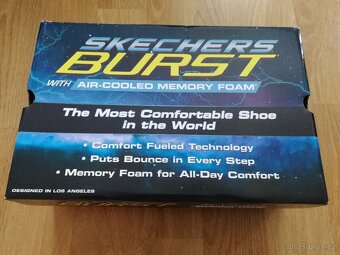 SKECHERS
BURST
WITH AIR-COOLED MEMORY FOAM
The Most Comfortable Shoe
in the World
• Comfort Fueled Technology
• Puts Bounce in Every Step
• Memory Foam for All-Day Comfort
DESIGNED IN LOS ANGELES